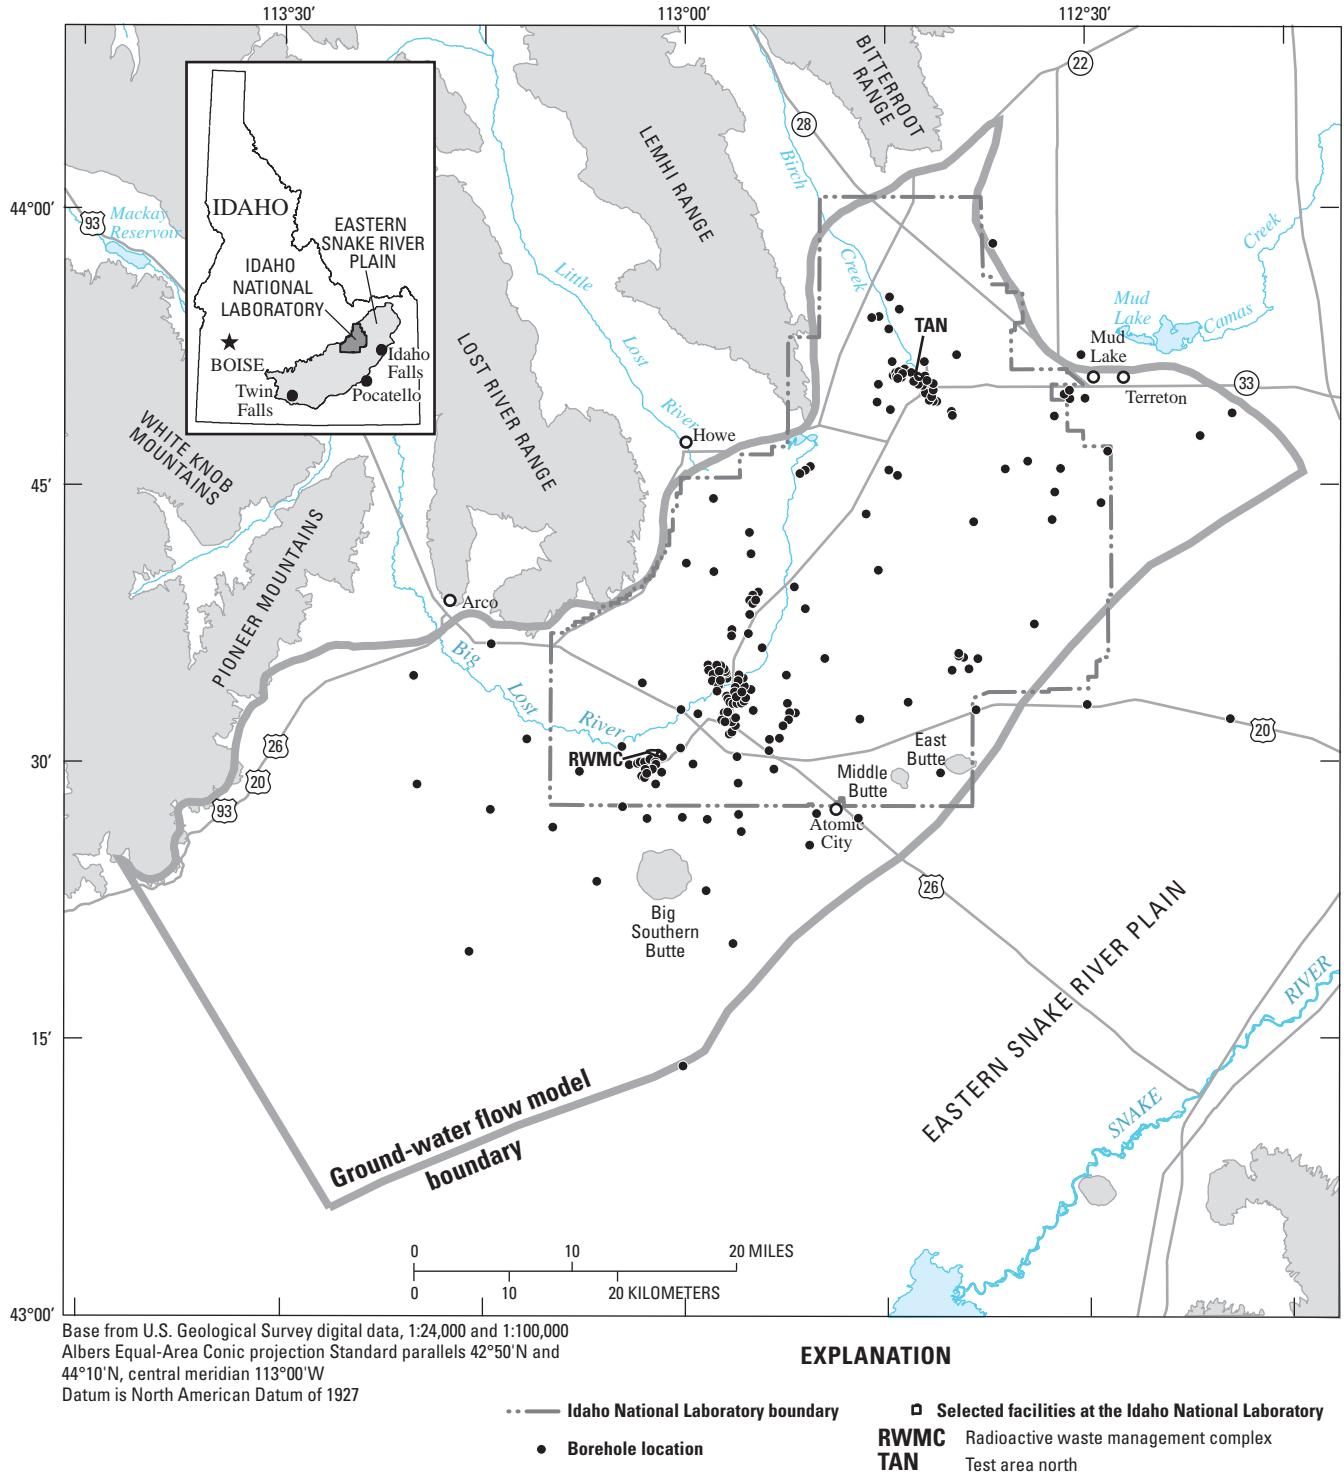 113°30′
113°00′
112°30′
44°00′
45′
30′
15′
43°00′
22
28
BITTERROOT
RANGE
LEMHI RANGE
Birch
Creek
93
Mackay
Reservoir
IDAHO
EASTERN
SNAKE RIVER
PLAIN
IDAHO
NATIONAL
LABORATORY
BOISE
Idaho
Falls
Twin
Falls
Pocatello
Little
Lost
River
LOST RIVER RANGE
TAN
Mud
Lake
Camas
Creek
Mud
Lake
Terreton
33
Howe
WHITE KNOB
MOUNTAINS
PIONEER MOUNTAINS
Arco
Big
Lost
River
RWMC
26
20
93
East
Butte
Middle
Butte
20
Atomic
City
26
Big
Southern
Butte
EASTERN SNAKE RIVER PLAIN
SNAKE
RIVER
Ground-water flow model
boundary
0 10 20 MILES
0 10 20 KILOMETERS
Base from U.S. Geological Survey digital data, 1:24,000 and 1:100,000
Albers Equal-Area Conic projection Standard parallels 42°50'N and
44°10'N, central meridian 113°00'W
Datum is North American Datum of 1927
EXPLANATION
Idaho National Laboratory boundary
Borehole location
Selected facilities at the Idaho National Laboratory
RWMC Radioactive waste management complex
TAN Test area north